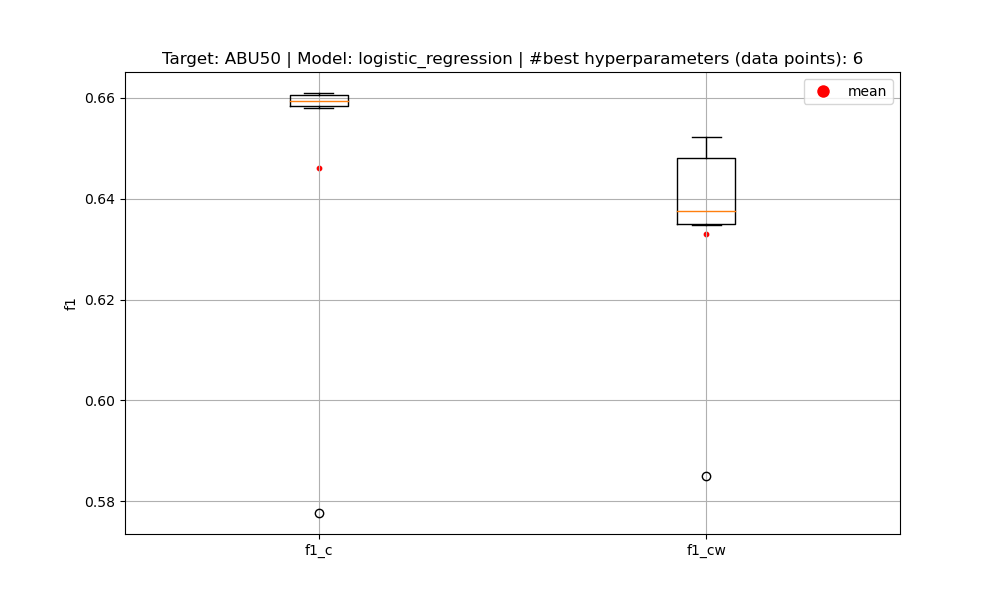 Target: ABU50 | Model: logistic_regression | #best hyperparameters (data points): 6
mean
f1
0.66
0.64
0.62
0.60
0.58
f1_c
f1_cw